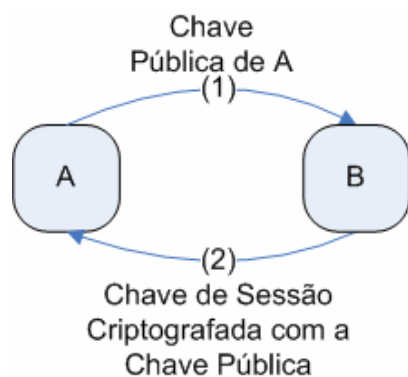 Chave
Pública de A
(1)
A
B
(2)
Chave de Sessão
Criptografada com a
Chave Pública